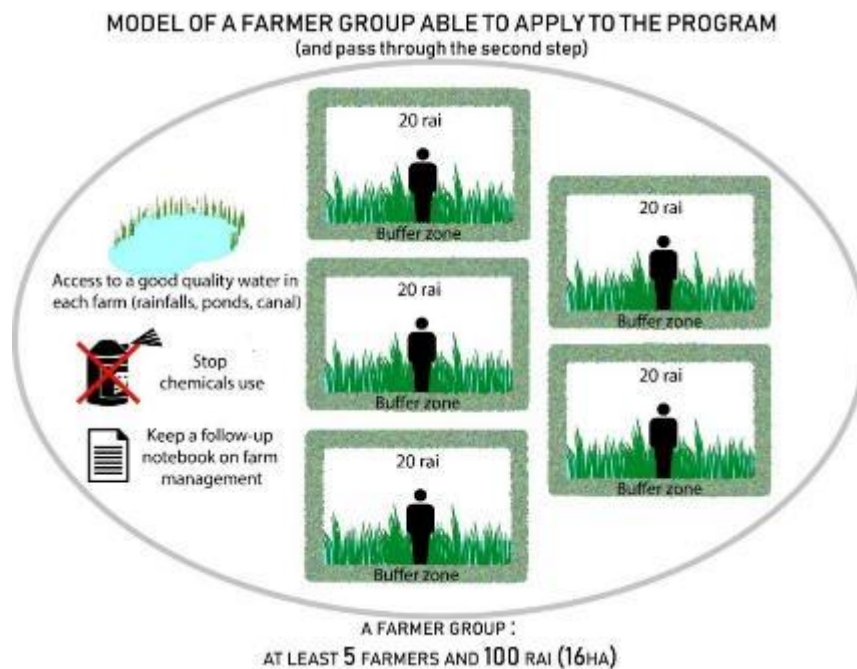 MODEL OF A FARMER GROUP ABLE TO APPLY TO THE PROGRAM
(and pass through the second step)
20 rai
Buffer zone
20 rai
Buffer zone
Access to a good quality water in
each farm (rainfalls, ponds, canal)
20 rai
Buffer zone
Stop
chemicals use
20 rai
Buffer zone
Keep a follow-up
notebook on farm
management
20 rai
Buffer zone
A FARMER GROUP :
AT LEAST 5 FARMERS AND 100 RAI (16HA)